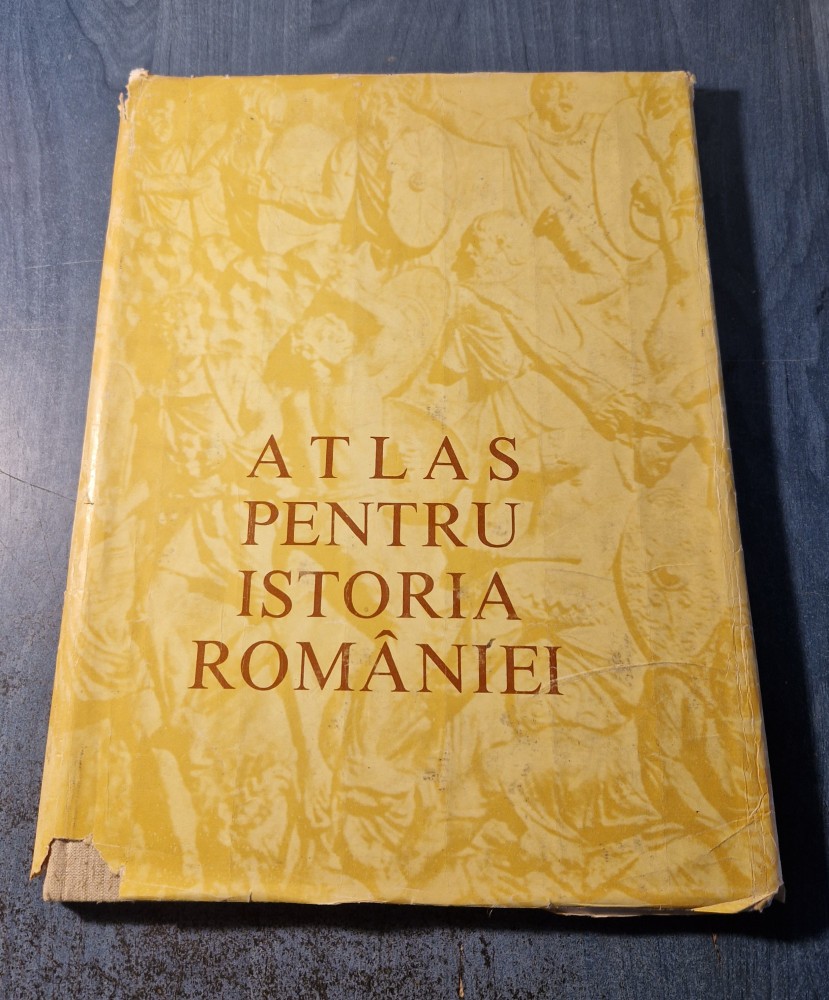 ATLAS
PENTRU
ISTORIA
ROMÂNIEI